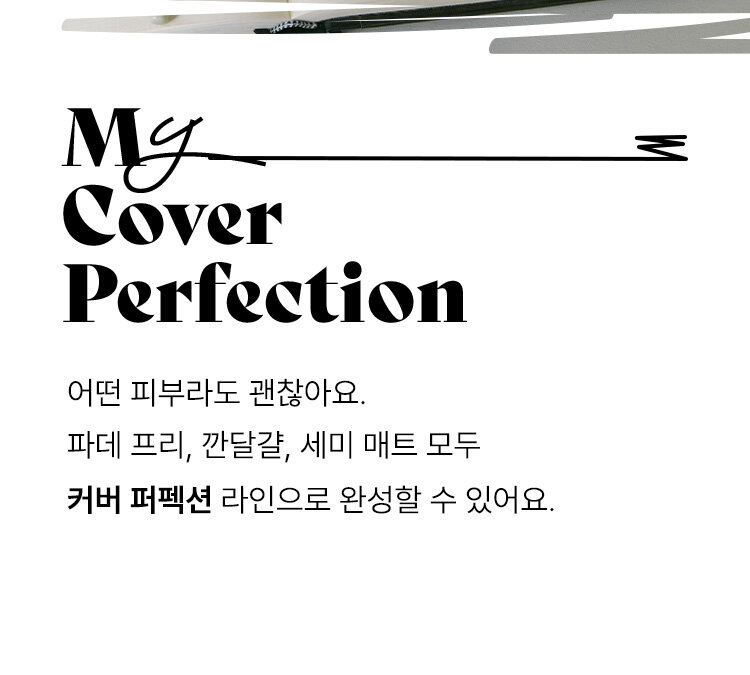 My
Cover
Perfection
어떤 피부라도 괜찮아요.
파데 프리, 깐달걀, 세미 매트 모두
커버 퍼펙션 라인으로 완성할 수 있어요.